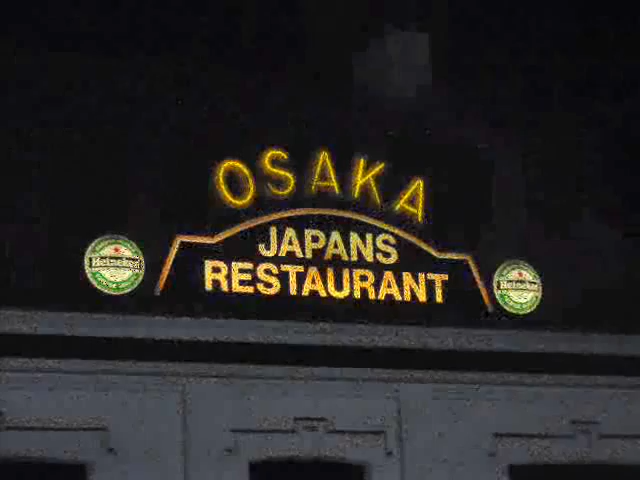 OSAKA
JAPANS
RESTAURANT
Heineken
Heineken